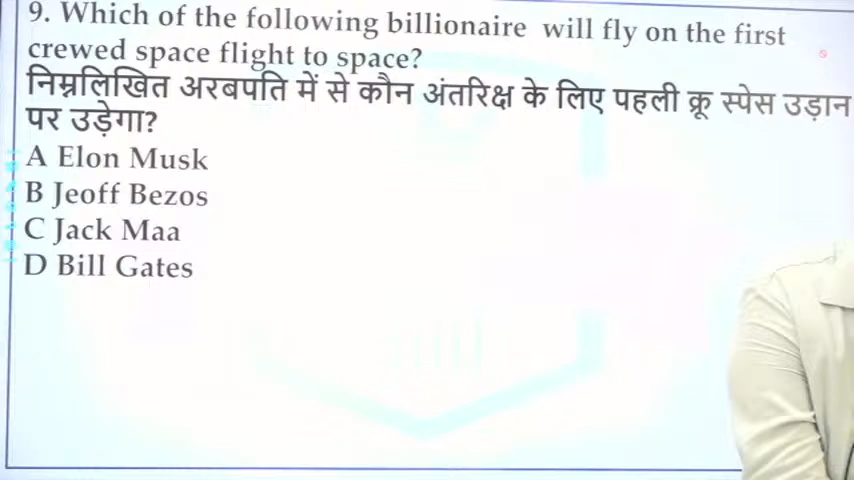 9. Which of the following billionaire will fly on the first
crewed space flight to space?
निम्नलिखित अरबपति में से कौन अंतरिक्ष के लिए पहली क्रू स्पेस उड़ान
पर उड़ेगा?
A Elon Musk
B Jeoff Bezos
C Jack Maa
D Bill Gates